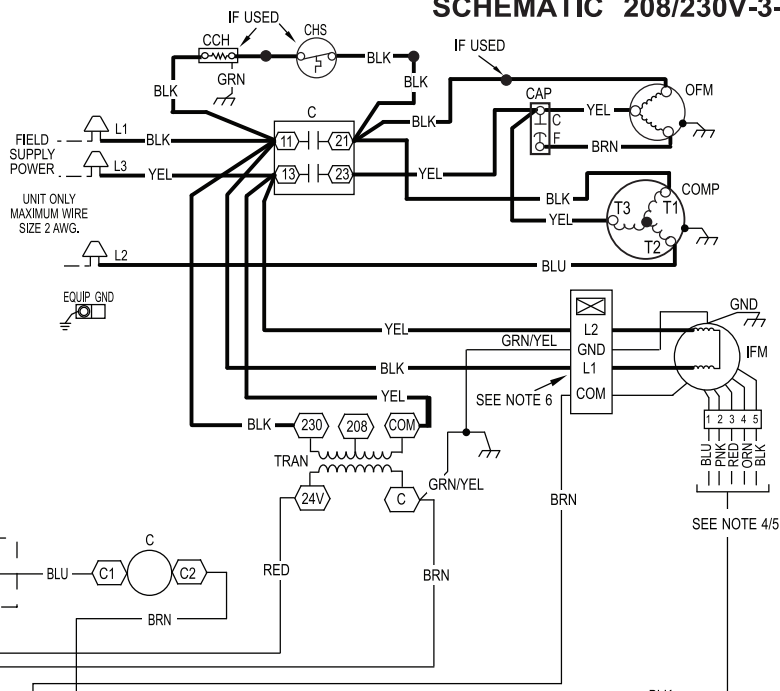 SCHEMATIC 208/230V-3-
IF USED
CCH
CHS
GRN
BLK
BLK
BLK
IF USED
CAP
C
F
OFM
YEL
BRN
C
11
21
13
23
FIELD
SUPPLY
POWER
L1
BLK
L3
YEL
BLK
YEL
UNIT ONLY
MAXIMUM WIRE
SIZE 2 AWG.
BLK
YEL
COMP
T3
T1
T2
L2
BLU
EQUIP GND
YEL
GRN/YEL
BLK
L2
GND
L1
COM
GND
IFM
SEE NOTE 6
YEL
BLK
230
208
COM
TRAN
24V
C
GRN/YEL
1
2
3
4
5
BLU
PNK
RED
ORN
BLK
BRN
SEE NOTE 4/5
C
BLU
C1
C2
RED
BRN
BRN